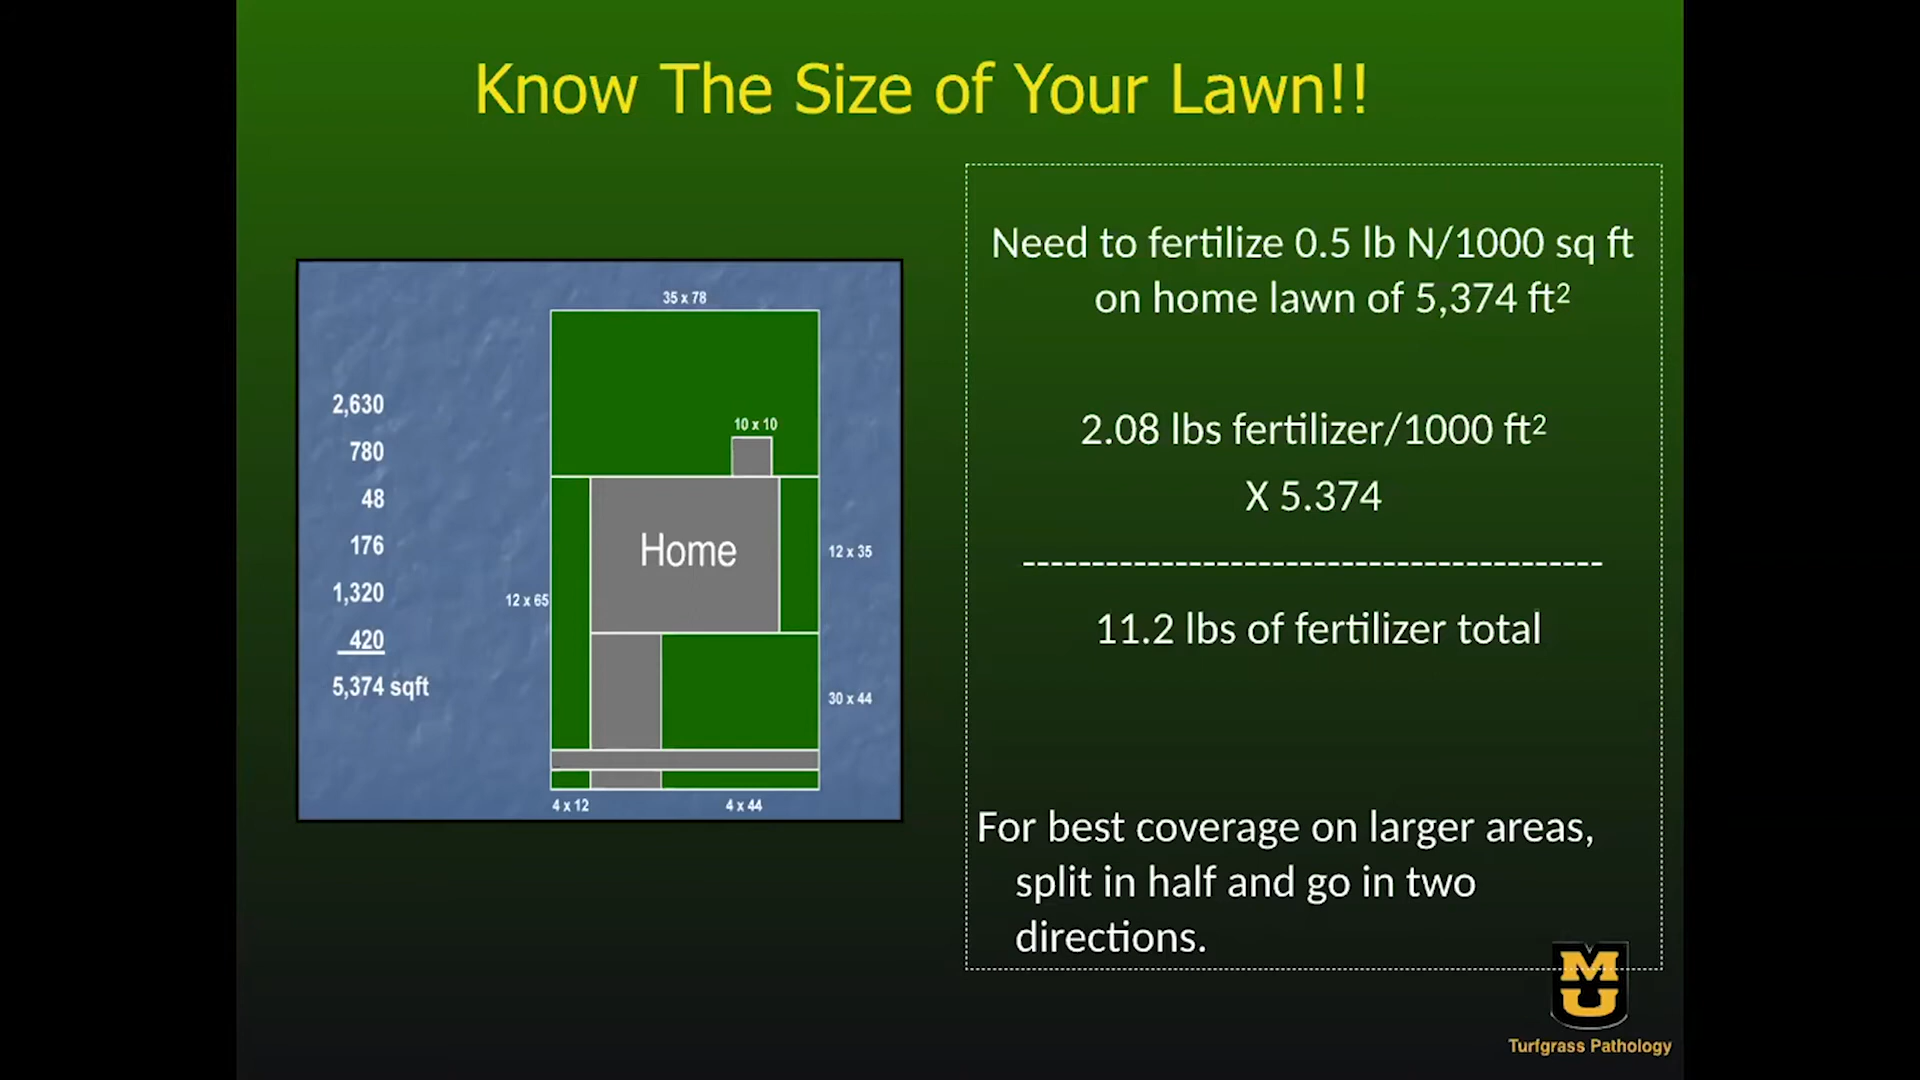 Know The Size of Your Lawn!!
35 x 78
10 x 10
Home
12 x 35
12 x 65
30 x 44
4 x 12
4 x 44
2,630
780
48
176
1,320
420
5,374 sqft
Need to fertilize 0.5 lb N/1000 sq ft
on home lawn of 5,374 ft²
2.08 lbs fertilizer/1000 ft²
X 5.374
------------------------------------------
11.2 lbs of fertilizer total
For best coverage on larger areas,
split in half and go in two
directions.
MU
Turfgrass Pathology